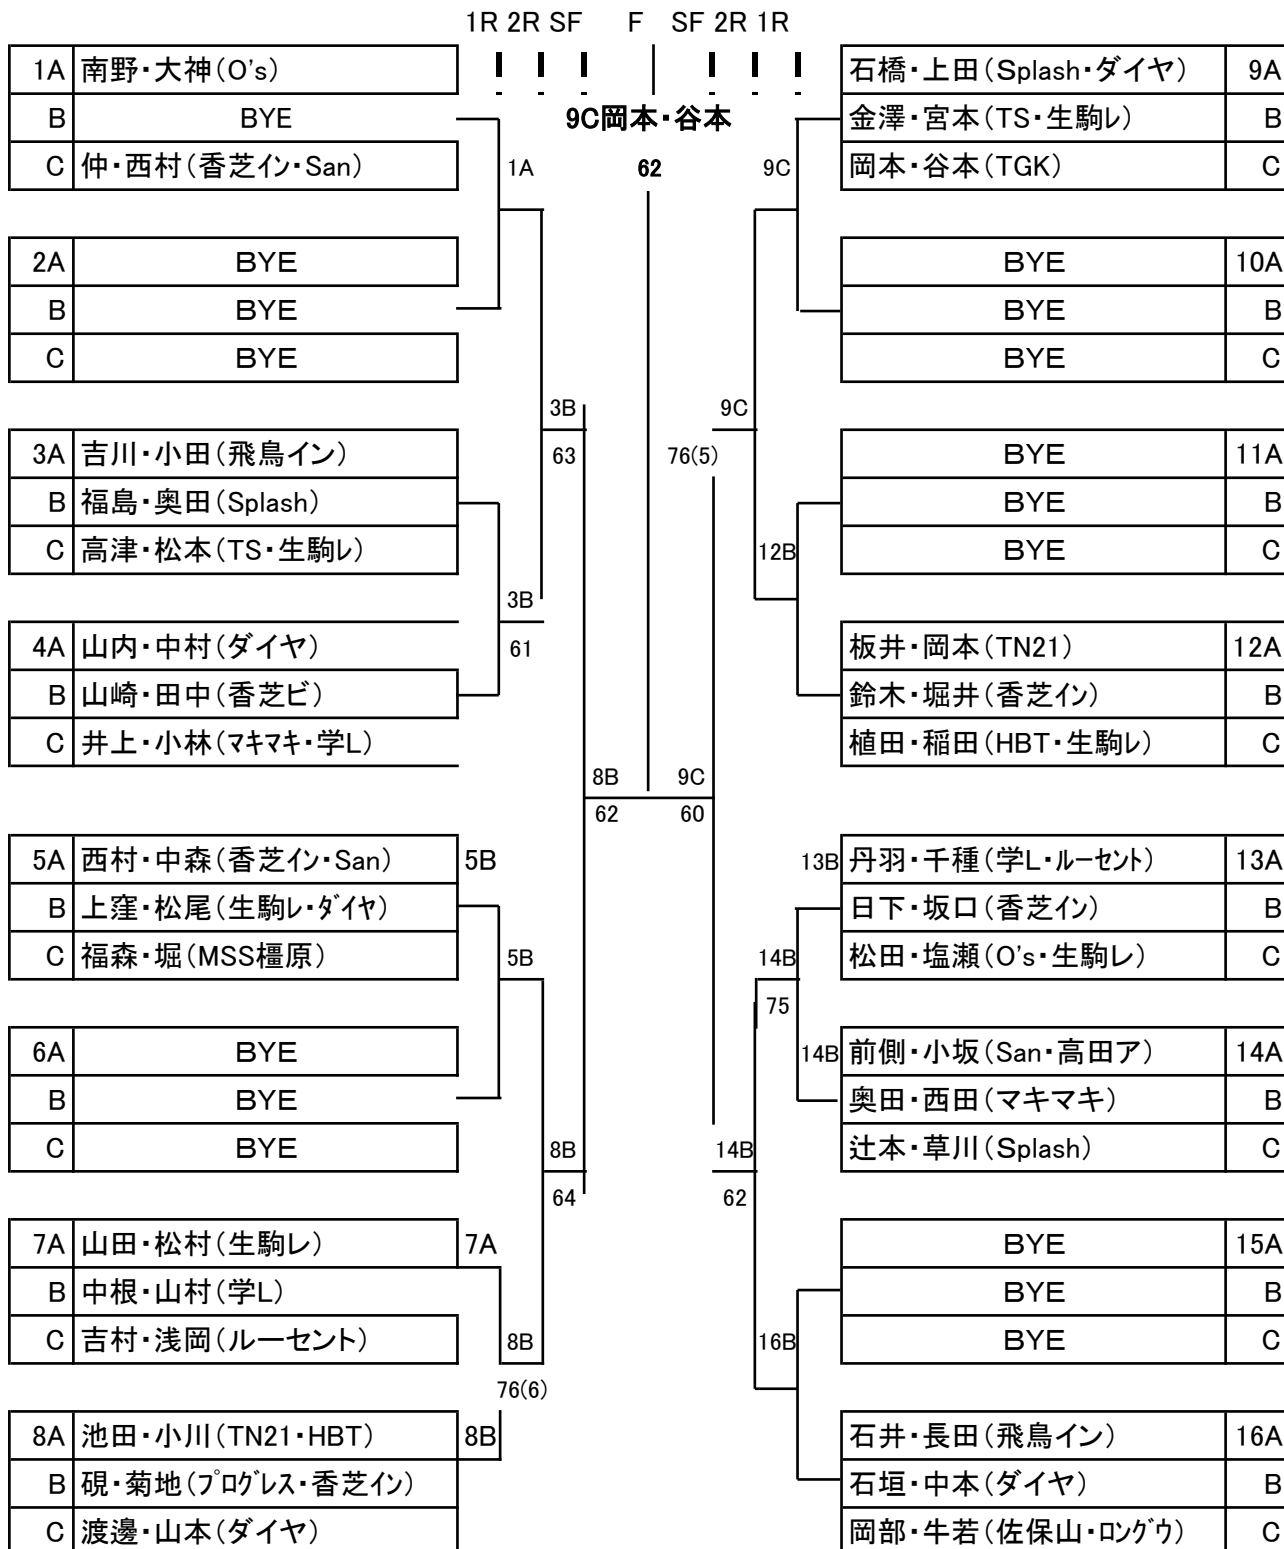 1R 2R SF F SF 2R 1R
1A 南野・大神(O's) 石橋・上田(Splash・ダイヤ) 9A
B BYE 9C岡本・谷本 金澤・宮本(TS・生駒レ) B
C 仲・西村(香芝イン・San) 1A 62 9C 岡本・谷本(TGK) C
2A BYE BYE 10A
B BYE BYE B
C BYE BYE C
3B 9C
3A 吉川・小田(飛鳥イン) 63 76(5) BYE 11A
B 福島・奥田(Splash) BYE B
C 高津・松本(TS・生駒レ) 12B BYE C
3B
4A 山内・中村(ダイヤ) 61 板井・岡本(TN21) 12A
B 山崎・田中(香芝ビ) 鈴木・堀井(香芝イン) B
C 井上・小林(マキマキ・学L) 植田・稲田(HBT・生駒レ) C
8B 9C
62 60
5A 西村・中森(香芝イン・San) 5B 13B 丹羽・千種(学L・ルーセント) 13A
B 上窪・松尾(生駒レ・ダイヤ) 日下・坂口(香芝イン) B
C 福森・堀(MSS橿原) 5B 14B 松田・塩瀬(O's・生駒レ) C
75
6A BYE 14B 前側・小坂(San・高田ア) 14A
B BYE 奥田・西田(マキマキ) B
C BYE 8B 14B 辻本・草川(Splash) C
64 62
7A 山田・松村(生駒レ) 7A BYE 15A
B 中根・山村(学L) BYE B
C 吉村・浅岡(ルーセント) 8B 16B BYE C
76(6)
8A 池田・小川(TN21・HBT) 8B 石井・長田(飛鳥イン) 16A
B 硯・菊地(プログレス・香芝イン) 石垣・中本(ダイヤ) B
C 渡邊・山本(ダイヤ) 岡部・牛若(佐保山・ロングウ) C